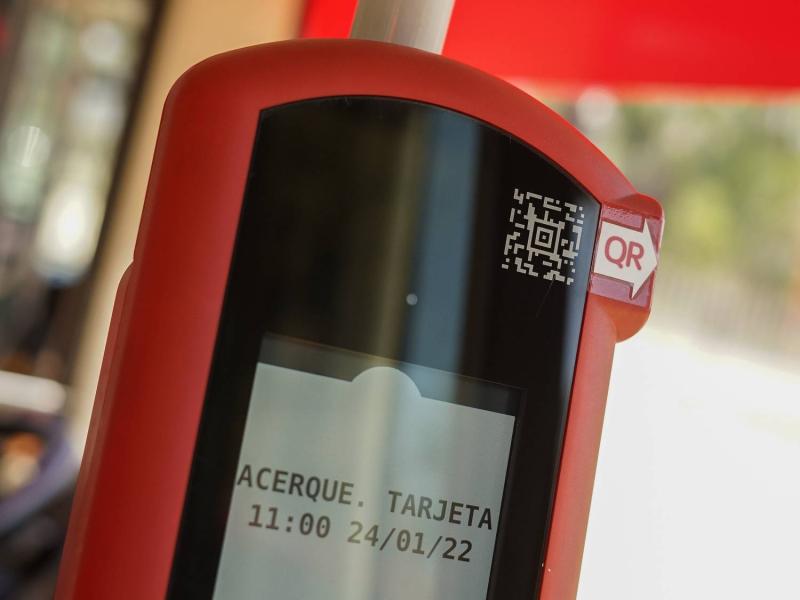 QR
ACERQUE. TARJETA
11:00 24/01/22